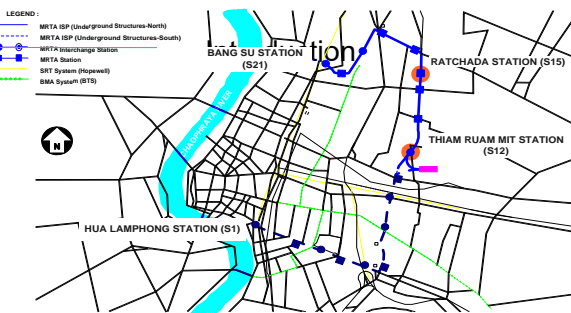 LEGEND :
MRTA ISP (Underground Structures-North)
MRTA ISP (Underground Structures-South)
MRTA Interchange Station
MRTA Station
SRT System (Hopewell)
BMA System (BTS)
BANG SU STATION
(S21)
RATCHADA STATION (S15)
THIAM RUAM MIT STATION
(S12)
CHAOPHRAYA RIVER
N
HUA LAMPHONG STATION (S1)